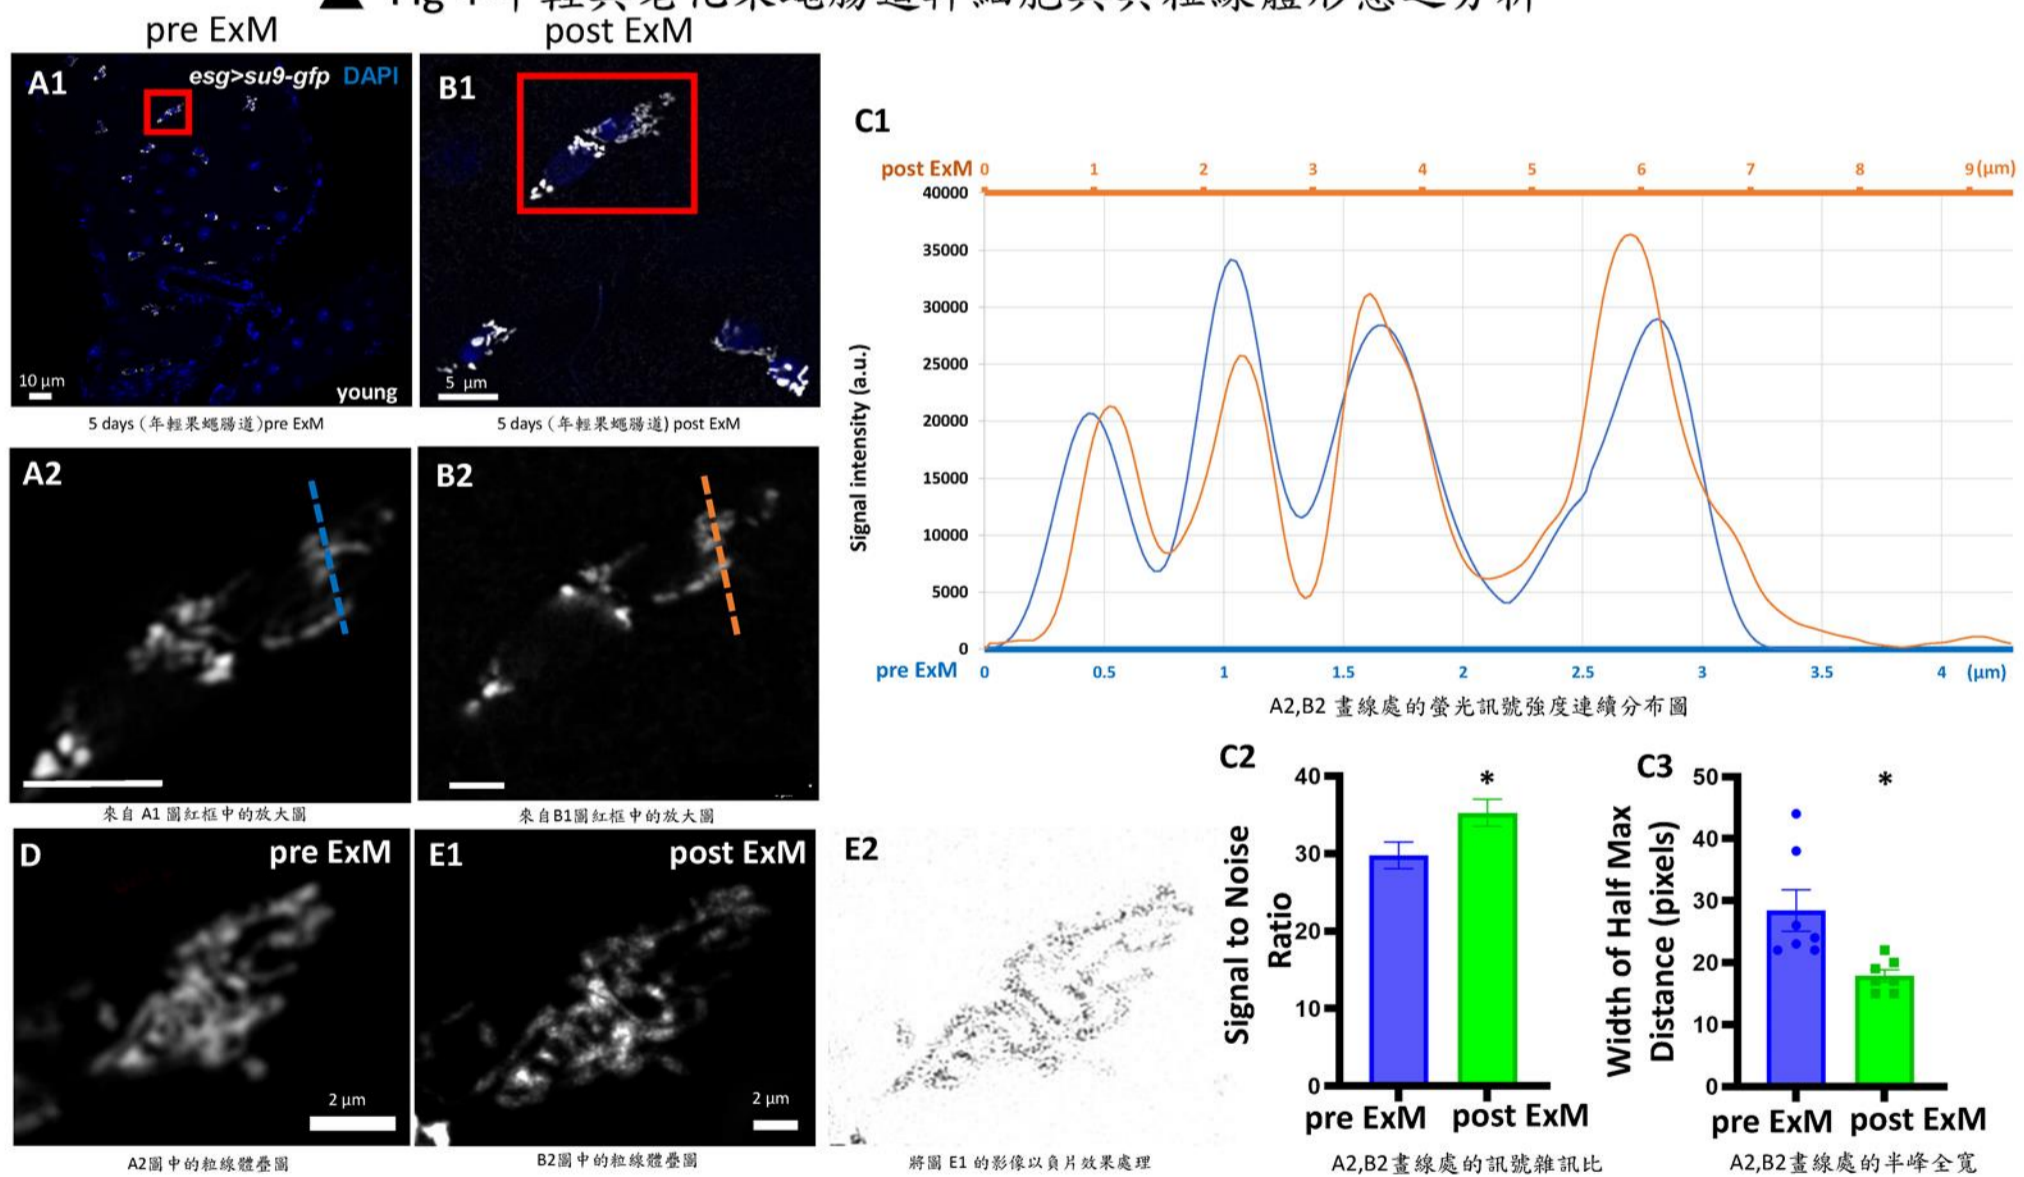 pre ExM
post ExM
A1
esg>su9-gfp DAPI
10 μm
young
5 days (年輕果蠅腸道)pre ExM
B1
5 μm
5 days (年輕果蠅腸道) post ExM
A2
來自 A1 圖紅框中的放大圖
B2
來自B1圖紅框中的放大圖
C1
post ExM 0 1 2 3 4 5 6 7 8 9 (μm)
40000
35000
30000
25000
20000
15000
10000
5000
0
Signal intensity (a.u.)
pre ExM 0 0.5 1 1.5 2 2.5 3 3.5 4 (μm)
A2,B2 畫線處的螢光訊號強度連續分布圖
D
pre ExM
2 μm
A2圖中的粒線體疊圖
E1
post ExM
2 μm
B2圖中的粒線體疊圖
E2
將圖 E1 的影像以負片效果處理
C2
Signal to Noise
Ratio
40
30
20
10
0
*
pre ExM post ExM
A2,B2畫線處的訊號雜訊比
C3
Width of Half Max
Distance (pixels)
50
40
30
20
10
0
*
pre ExM post ExM
A2,B2畫線處的半峰全寬